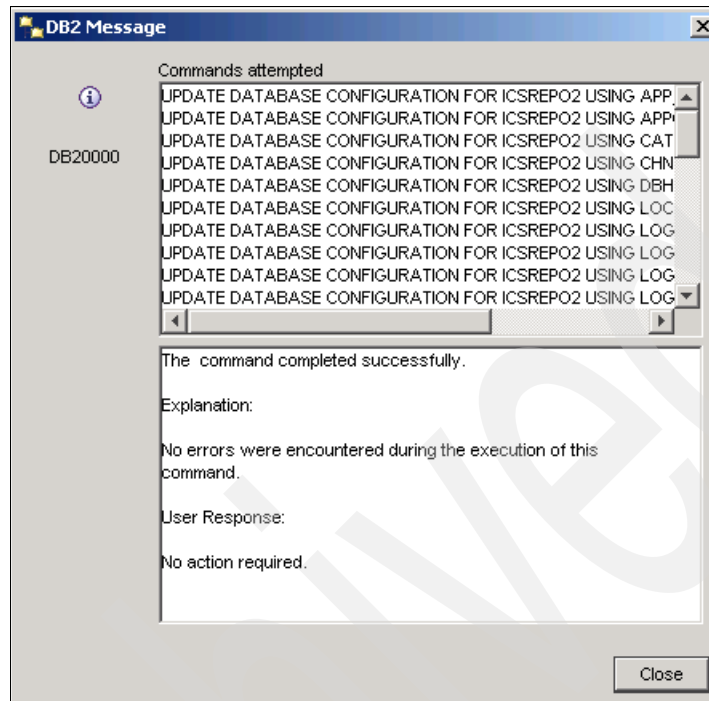 DB2 Message
Commands attempted
DB20000
UPDATE DATABASE CONFIGURATION FOR ICSREPO2 USING APP_
UPDATE DATABASE CONFIGURATION FOR ICSREPO2 USING APP
UPDATE DATABASE CONFIGURATION FOR ICSREPO2 USING CAT
UPDATE DATABASE CONFIGURATION FOR ICSREPO2 USING CHN
UPDATE DATABASE CONFIGURATION FOR ICSREPO2 USING DBH
UPDATE DATABASE CONFIGURATION FOR ICSREPO2 USING LOC
UPDATE DATABASE CONFIGURATION FOR ICSREPO2 USING LOG
UPDATE DATABASE CONFIGURATION FOR ICSREPO2 USING LOG
UPDATE DATABASE CONFIGURATION FOR ICSREPO2 USING LOG
UPDATE DATABASE CONFIGURATION FOR ICSREPO2 USING LOG
The command completed successfully.
Explanation:
No errors were encountered during the execution of this
command.
User Response:
No action required.
Close